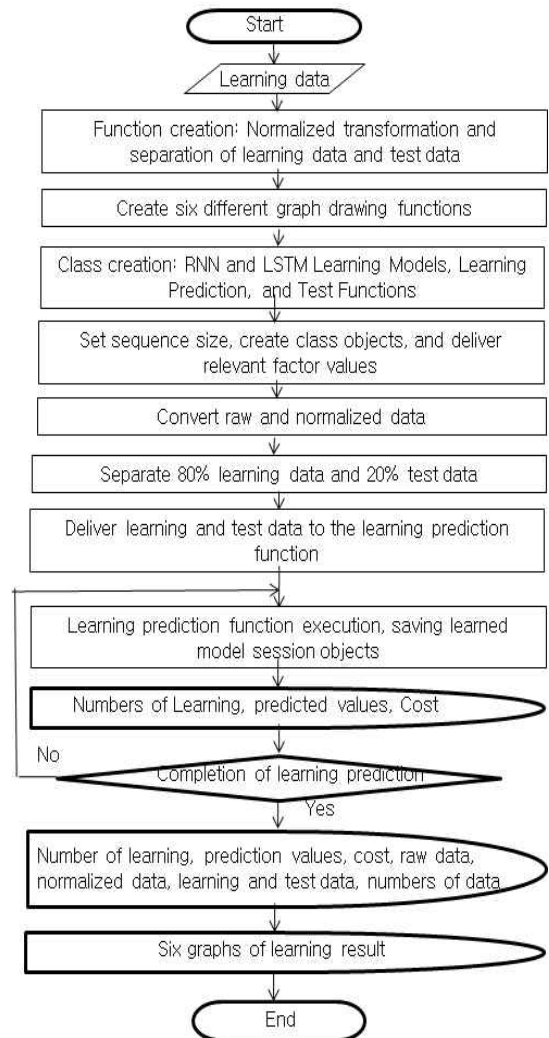 Start
Learning data
Function creation: Normalized transformation and
separation of learning data and test data
Create six different graph drawing functions
Class creation: RNN and LSTM Learning Models, Learning
Prediction, and Test Functions
Set sequence size, create class objects, and deliver
relevant factor values
Convert raw and normalized data
Separate 80% learning data and 20% test data
Deliver learning and test data to the learning prediction
function
Learning prediction function execution, saving learned
model session objects
Numbers of Learning, predicted values, Cost
No
Completion of learning prediction
Yes
Number of learning, prediction values, cost, raw data,
normalized data, learning and test data, numbers of data
Six graphs of learning result
End